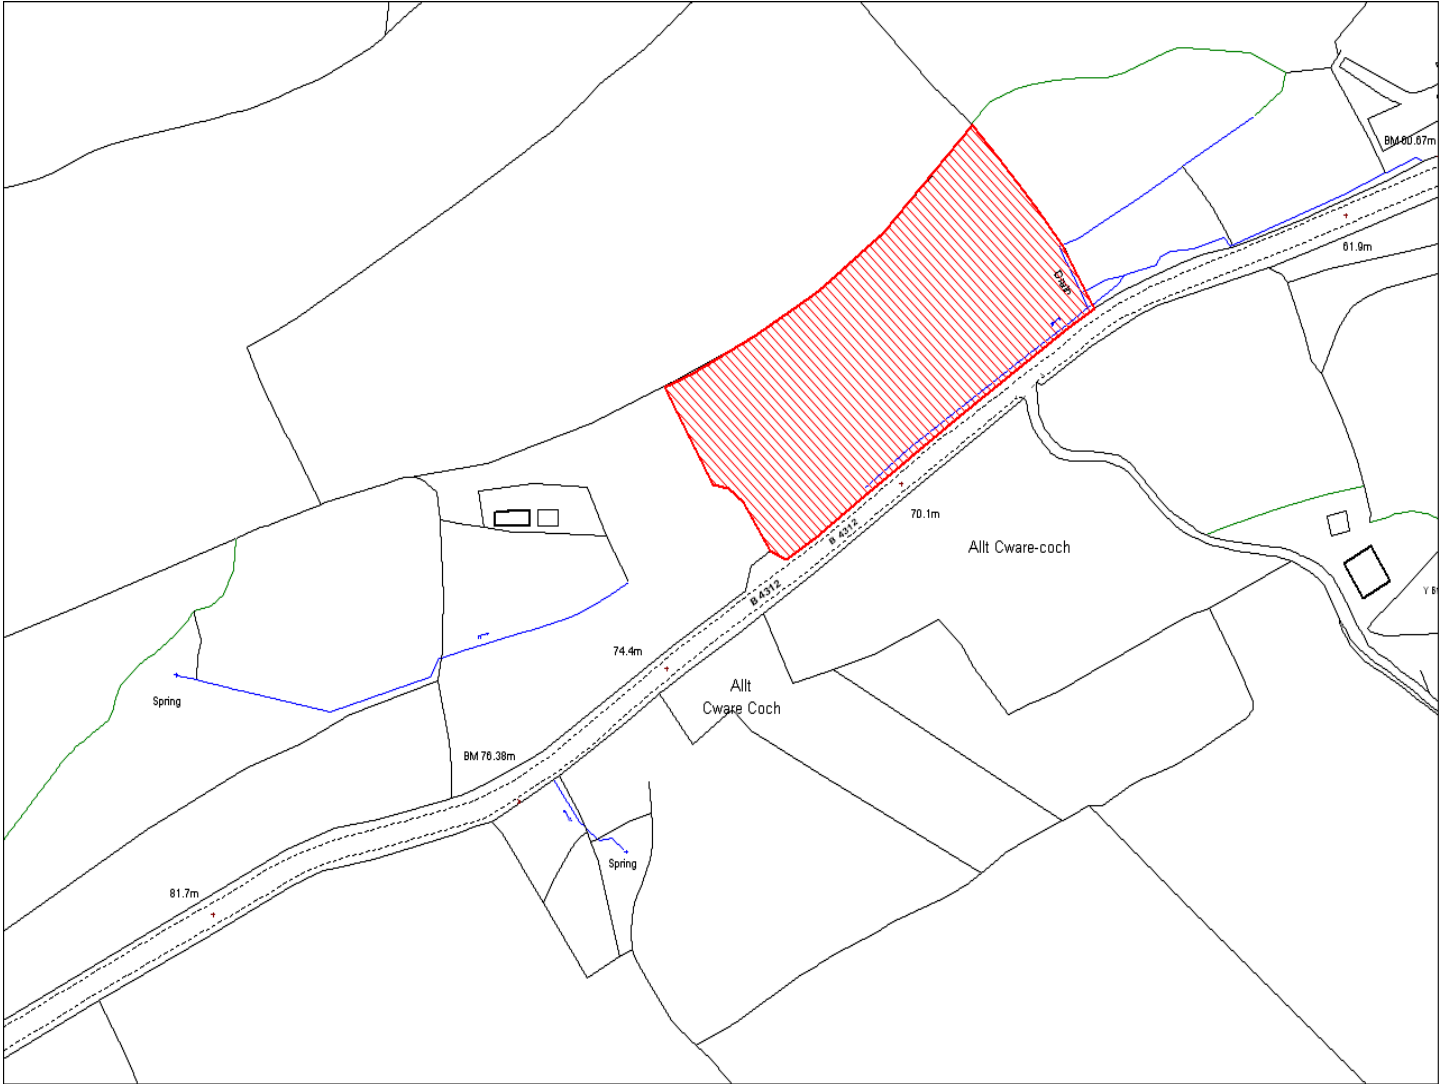 BM 60.67m
61.9m
Drain
70.1m
B 4312
Allt Cware-coch
B 4312
74.4m
Allt
Cware Coch
Spring
BM 76.38m
Spring
81.7m